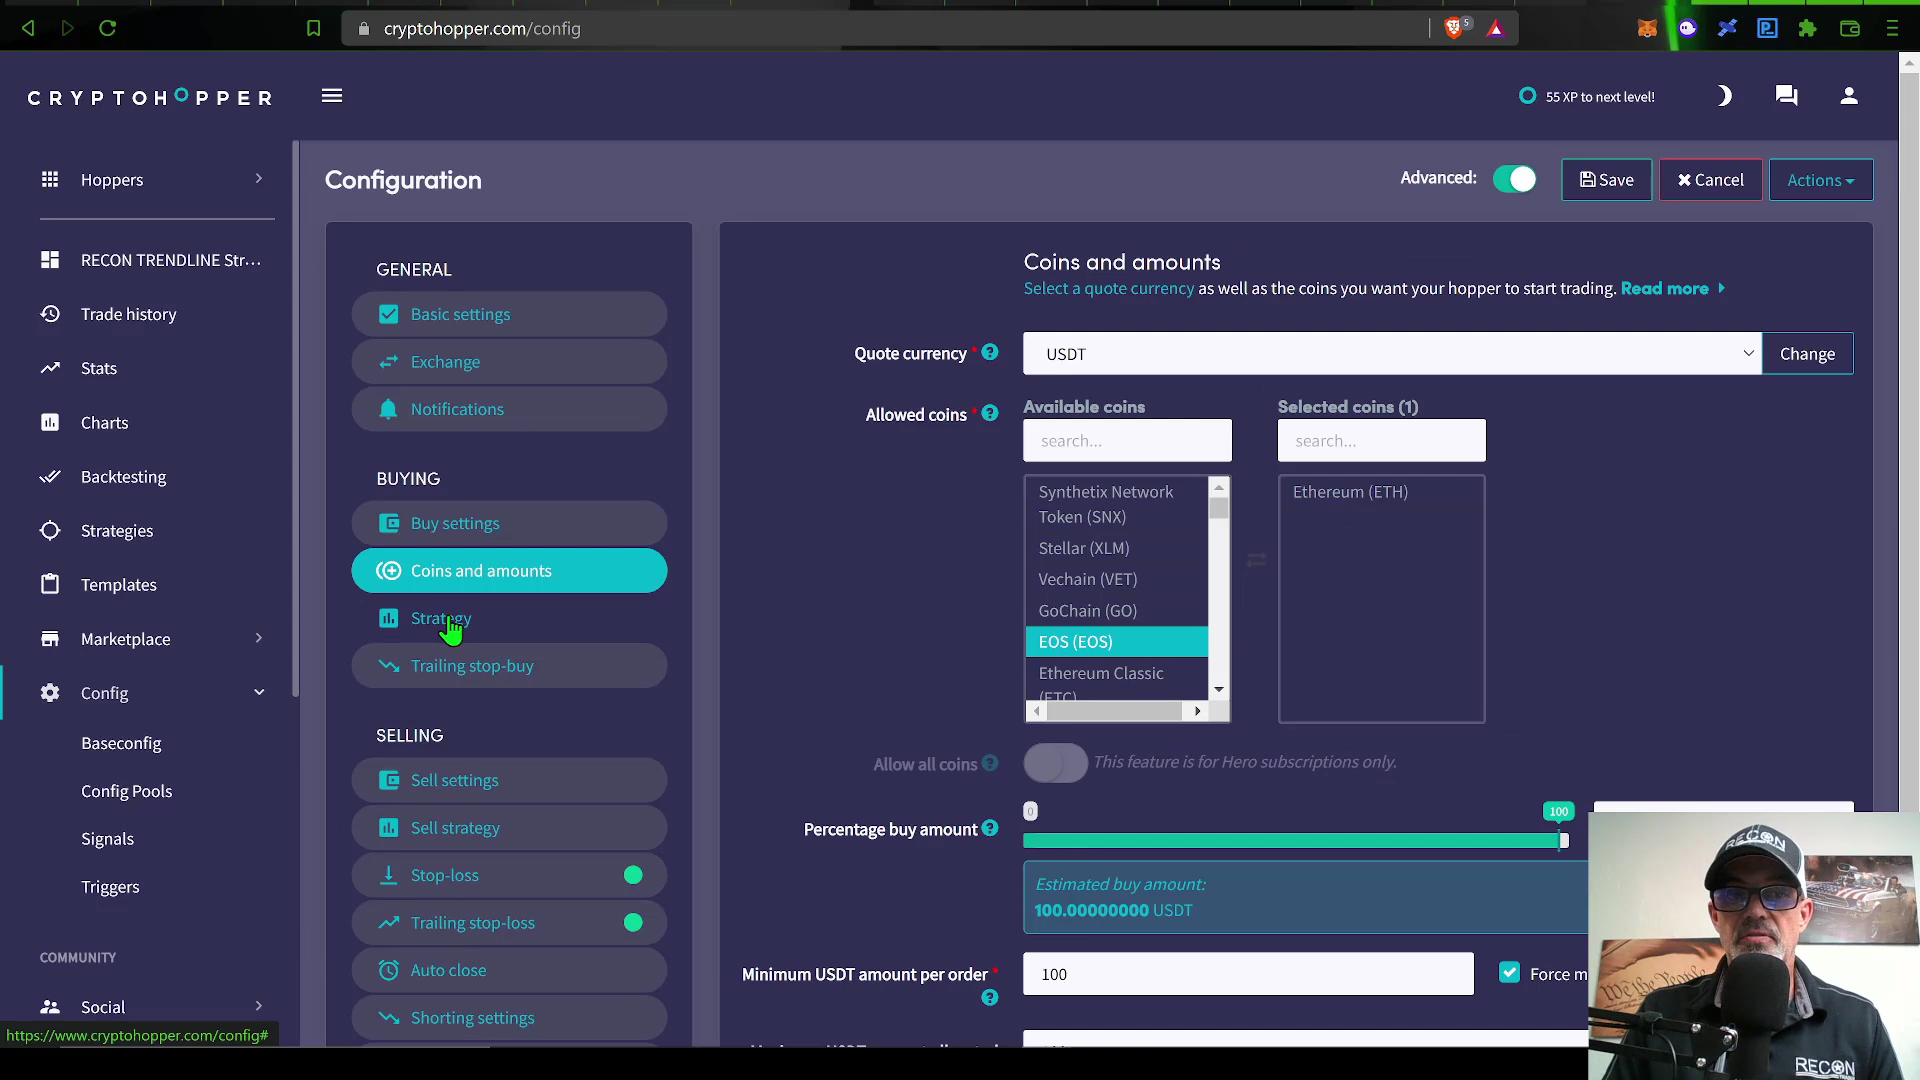 cryptohopper.com/config
5
CRYPTOHOPPER
55 XP to next level!
Hoppers
RECON TRENDLINE Str...
Trade history
Stats
Charts
Backtesting
Strategies
Templates
Marketplace
Config
Baseconfig
Config Pools
Signals
Triggers
COMMUNITY
Social
https://www.cryptohopper.com/config#
Configuration
Advanced:
Save
Cancel
Actions
GENERAL
Basic settings
Exchange
Notifications
BUYING
Buy settings
Coins and amounts
Strategy
Trailing stop-buy
SELLING
Sell settings
Sell strategy
Stop-loss
Trailing stop-loss
Auto close
Shorting settings
Coins and amounts
Select a quote currency as well as the coins you want your hopper to start trading. Read more
Quote currency *
USDT
Change
Allowed coins *
Available coins
Selected coins (1)
search...
search...
Synthetix Network
Token (SNX)
Stellar (XLM)
Vechain (VET)
GoChain (GO)
EOS (EOS)
Ethereum Classic
(ETC)
Ethereum (ETH)
Allow all coins
This feature is for Hero subscriptions only.
0
100
Percentage buy amount
Estimated buy amount:
100.00000000 USDT
Minimum USDT amount per order *
100
Force m
RECON
We the Peop
RECON